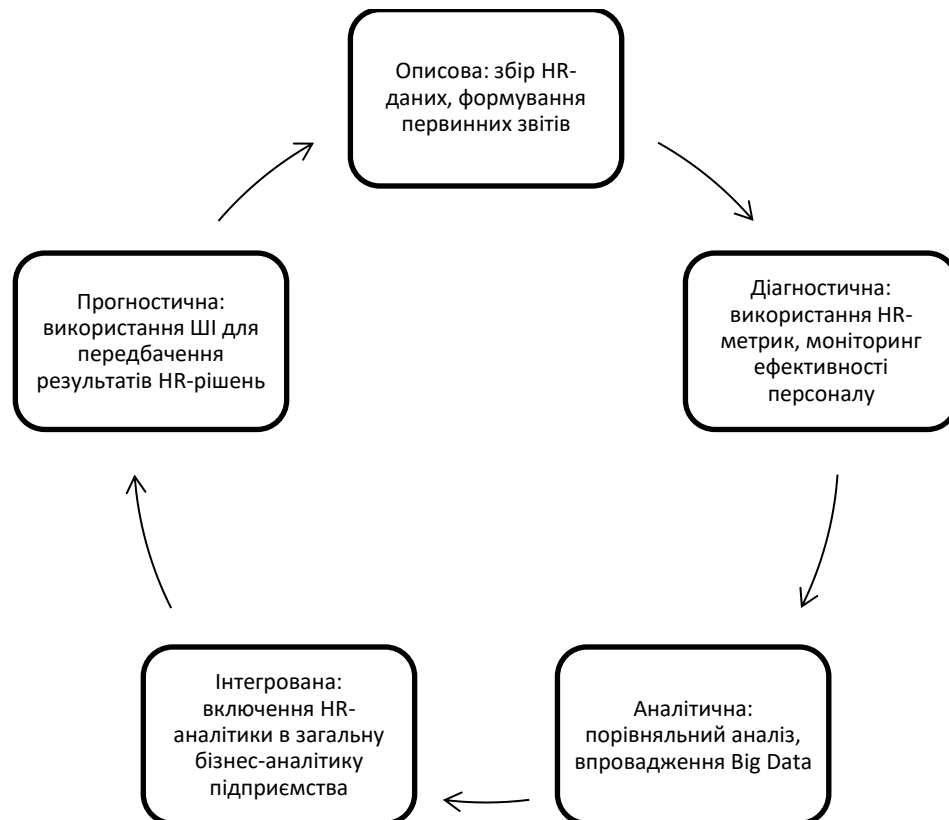 Описова: збір HR-
даних, формування
первинних звітів
Діагностична:
використання HR-
метрик, моніторинг
ефективності
персоналу
Аналітична:
порівняльний аналіз,
впровадження Big Data
Інтегрована:
включення HR-
аналітики в загальну
бізнес-аналітику
підприємства
Прогностична:
використання ШІ для
передбачення
результатів HR-рішень